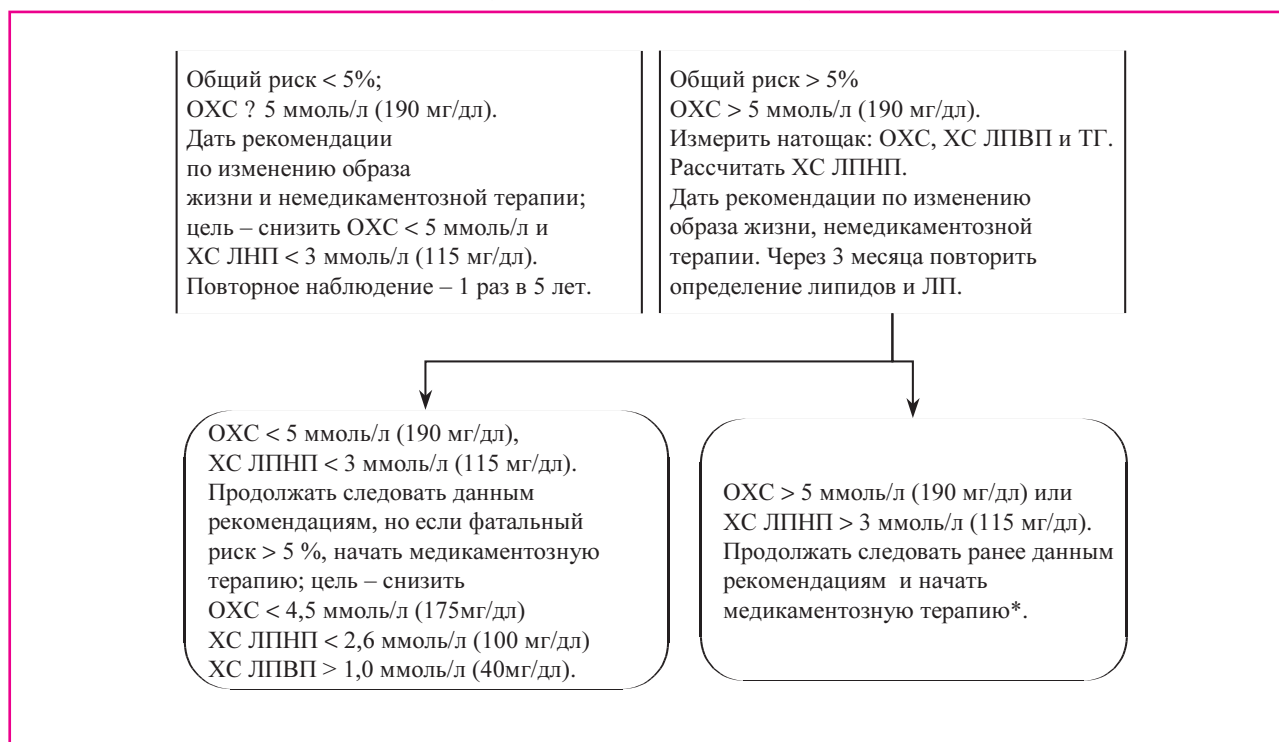 Общий риск < 5%;
ОХС ? 5 ммоль/л (190 мг/дл).
Дать рекомендации
по изменению образа
жизни и немедикаментозной терапии;
цель – снизить ОХС < 5 ммоль/л и
ХС ЛНП < 3 ммоль/л (115 мг/дл).
Повторное наблюдение – 1 раз в 5 лет.
Общий риск > 5%
ОХС > 5 ммоль/л (190 мг/дл).
Измерить натощак: ОХС, ХС ЛПВП и ТГ.
Рассчитать ХС ЛПНП.
Дать рекомендации по изменению
образа жизни, немедикаментозной
терапии. Через 3 месяца повторить
определение липидов и ЛП.
ОХС < 5 ммоль/л (190 мг/дл),
ХС ЛПНП < 3 ммоль/л (115 мг/дл).
Продолжать следовать данным
рекомендациям, но если фатальный
риск > 5 %, начать медикаментозную
терапию; цель – снизить
ОХС < 4,5 ммоль/л (175мг/дл)
ХС ЛПНП < 2,6 ммоль/л (100 мг/дл)
ХС ЛПВП > 1,0 ммоль/л (40мг/дл).
ОХС > 5 ммоль/л (190 мг/дл) или
ХС ЛПНП > 3 ммоль/л (115 мг/дл).
Продолжать следовать ранее данным
рекомендациям и начать
медикаментозную терапию*.